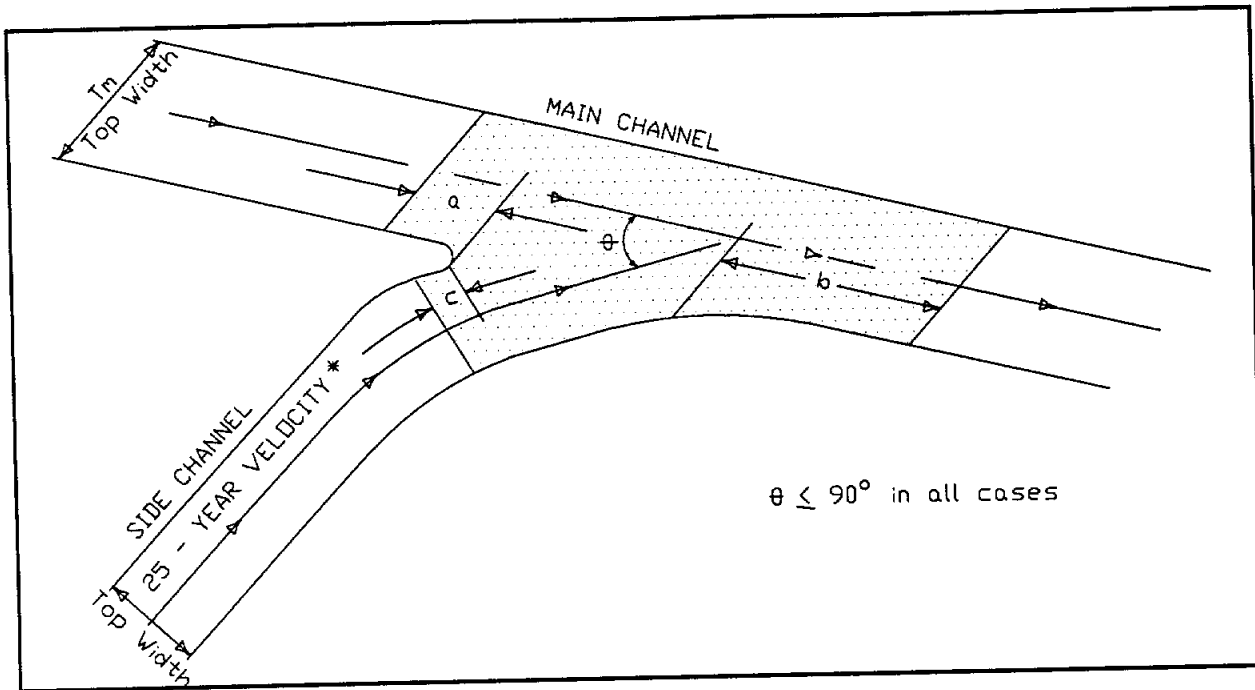 Tm
Top Width
MAIN CHANNEL
a
θ
b
c
SIDE CHANNEL
25 - YEAR VELOCITY *
Top Width
θ ≤ 90° in all cases